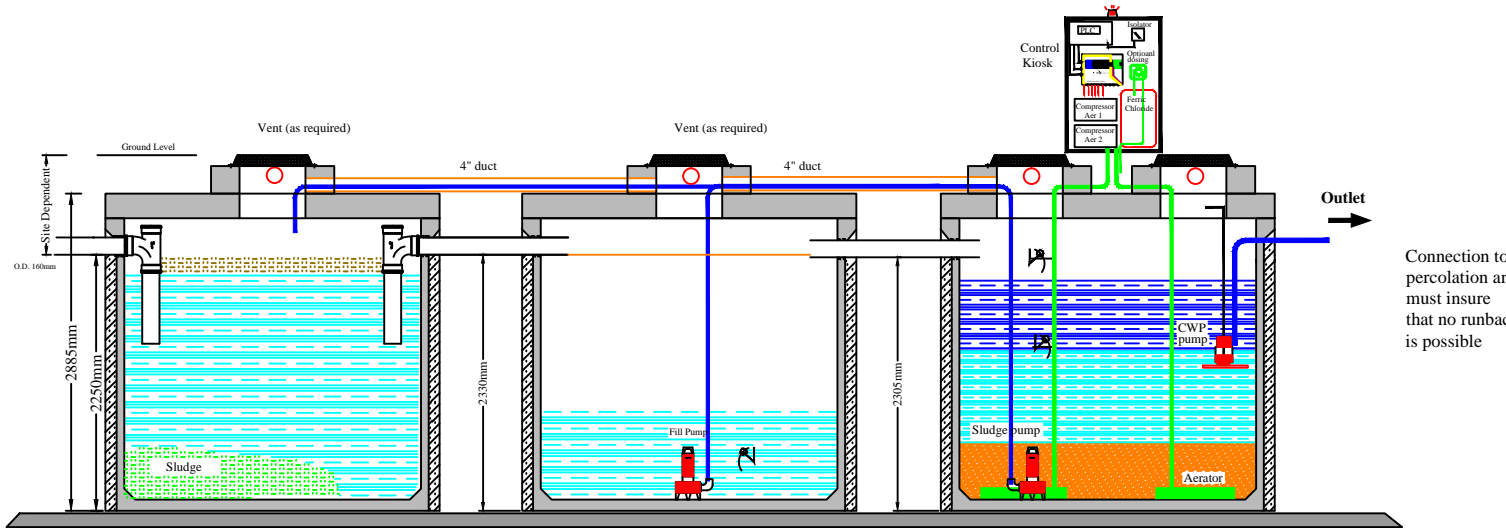 PLC
Isolator
Control
Kiosk
Optioanl
dosing
Compressor
Aer 1
Ferric
Chloride
Compressor
Aer 2
Vent (as required)
Vent (as required)
Ground Level
4" duct
4" duct
Site Dependent
O.D. 160mm
2885mm
2250mm
2330mm
2305mm
Outlet
Connection to
percolation
must insure
that no
is possible
CWP
pump
Fill Pump
Sludge pump
Sludge
Aerator